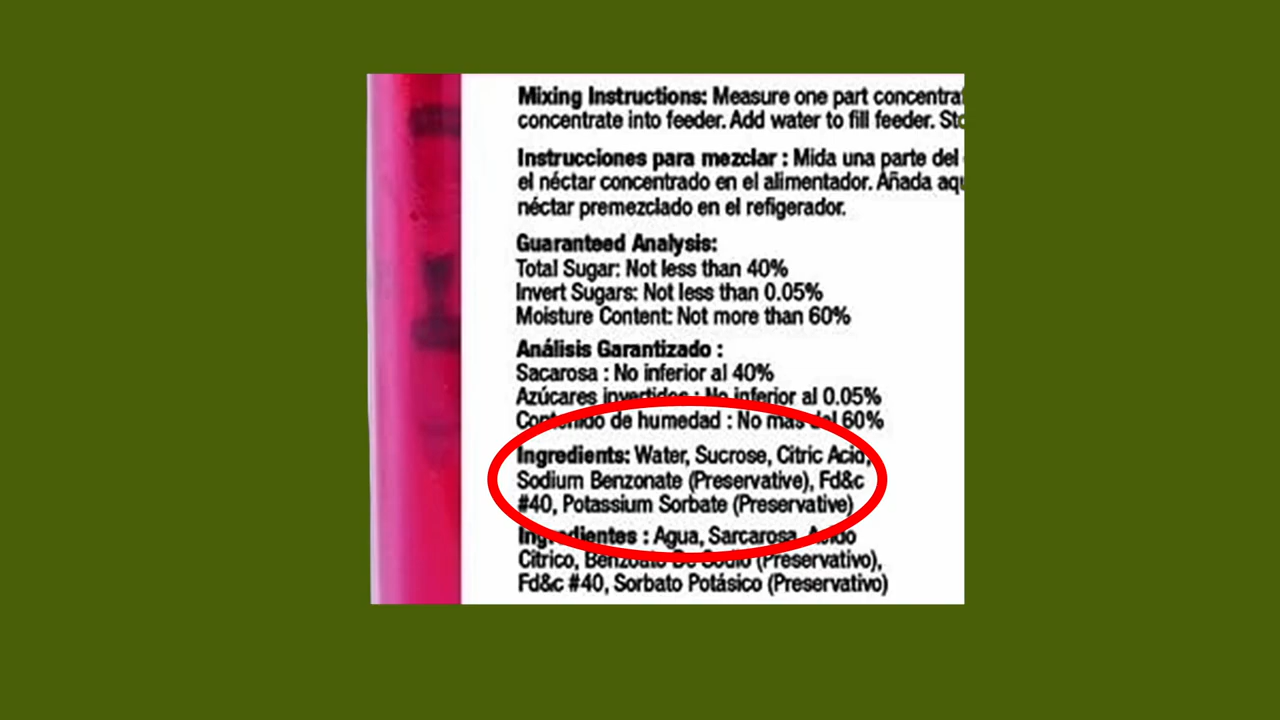 Mixing Instructions: Measure one part
concentrate into feeder. Add water to fill feeder.
Instrucciones para mezclar : Mida una parte del
el néctar concentrado en el alimentador. Añada
néctar premezclado en el refigerador.
Guaranteed Analysis:
Total Sugar: Not less than 40%
Invert Sugars: Not less than 0.05%
Moisture Content: Not more than 60%
Análisis Garantizado :
Sacarosa : No inferior al 40%
Azúcares invertidos : No inferior al 0.05%
Contenido de humedad : No mas del 60%
Ingredients: Water, Sucrose, Citric Acid,
Sodium Benzonate (Preservative), Fd&c
#40, Potassium Sorbate (Preservative)
Ingredientes : Agua, Sarcarosa, Acido
Citrico, Benzoato De Sodio (Preservativo),
Fd&c #40, Sorbato Potásico (Preservativo)